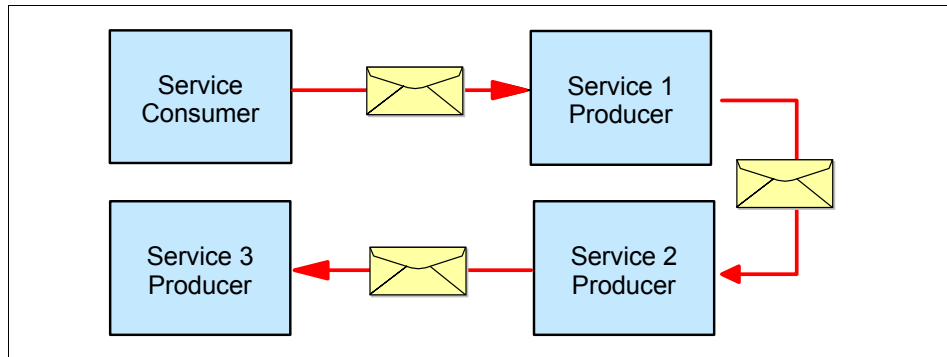 Service
Consumer
Service 1
Producer
Service 3
Producer
Service 2
Producer